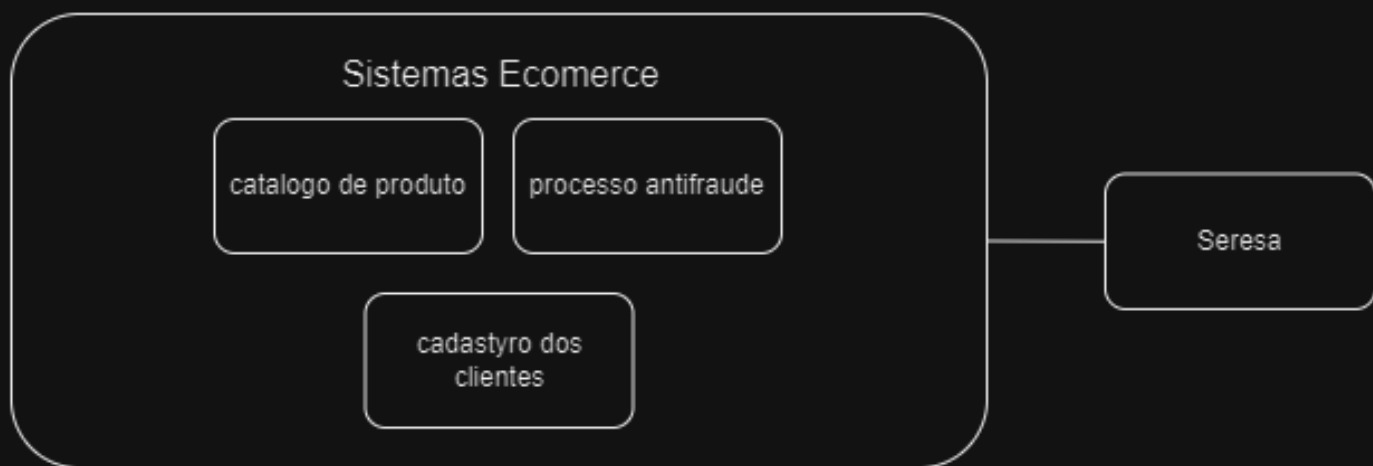 Sistemas Ecomerce
catalogo de produto
processo antifraude
cadastyro dos
clientes
Seresa